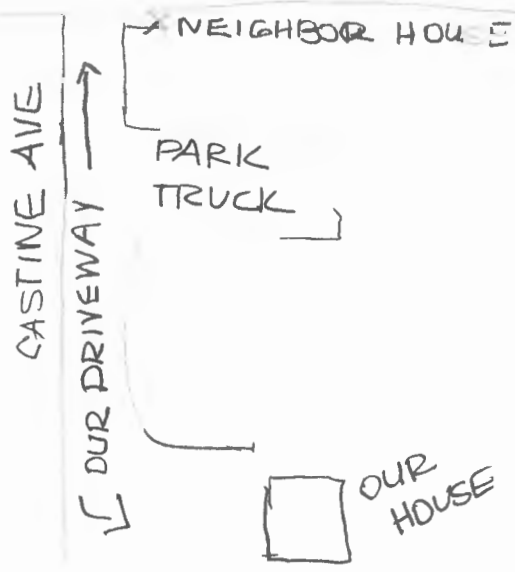 NEIGHBOR HOUSE
PARK
TRUCK
CASTINE AVE
OUR DRIVEWAY
OUR
HOUSE